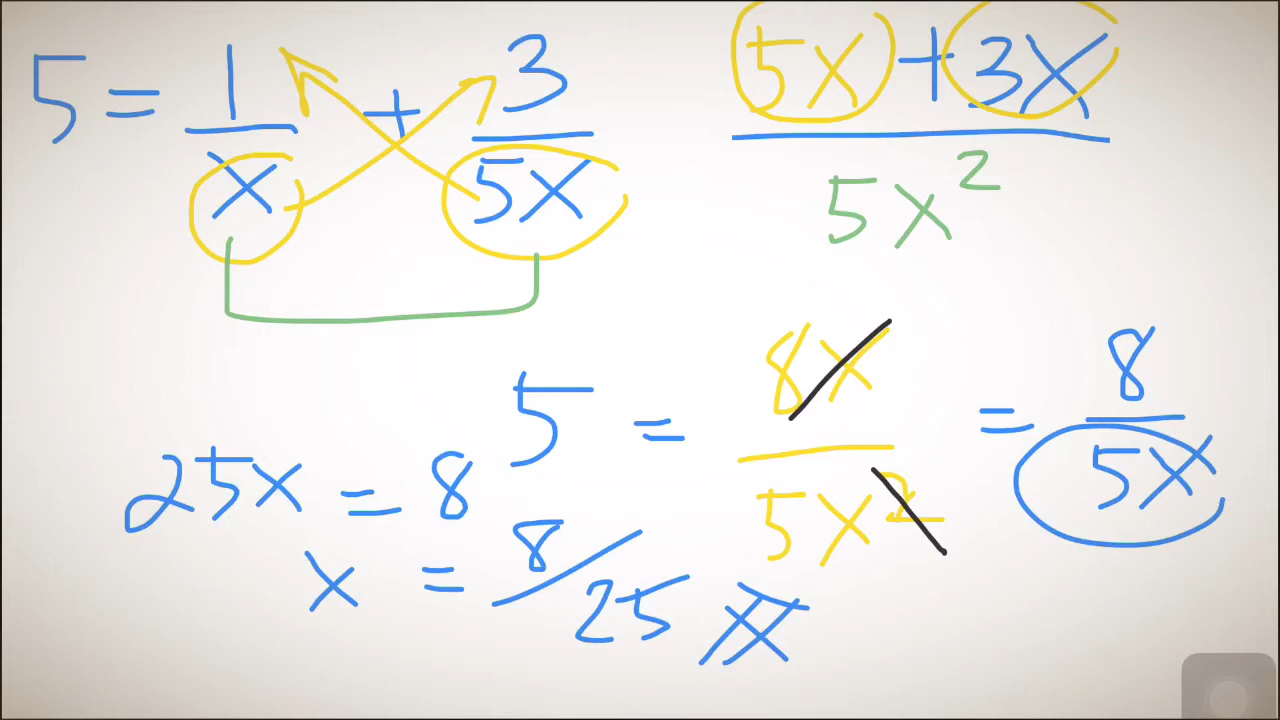 5 = 1/x + 3/5x
(5x) + (3x) / 5x²
5 = 8x/5x² = 8/5x
25x = 8
x = 8/25